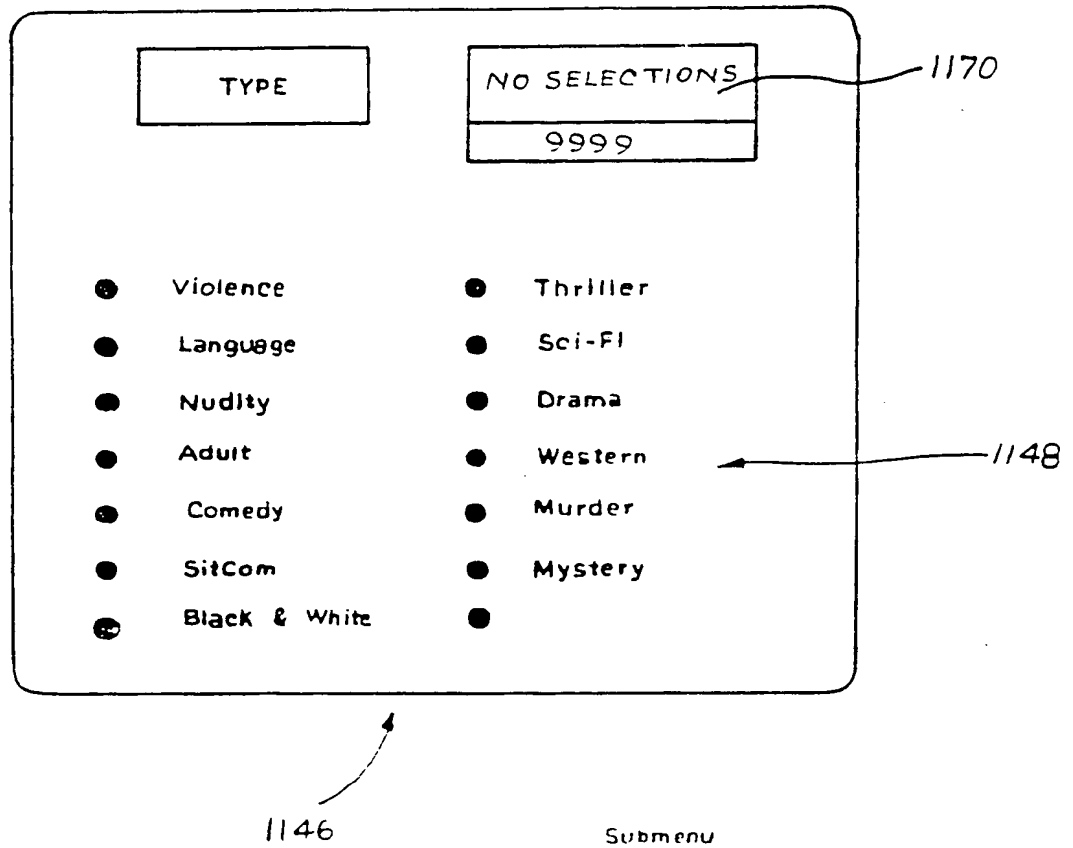 TYPE
NO SELECTIONS
1170
9999
Violence
Thriller
Language
Sci-FI
Nudity
Drama
Adult
Western
1148
Comedy
Murder
SitCom
Mystery
Black & White
1146
Submenu